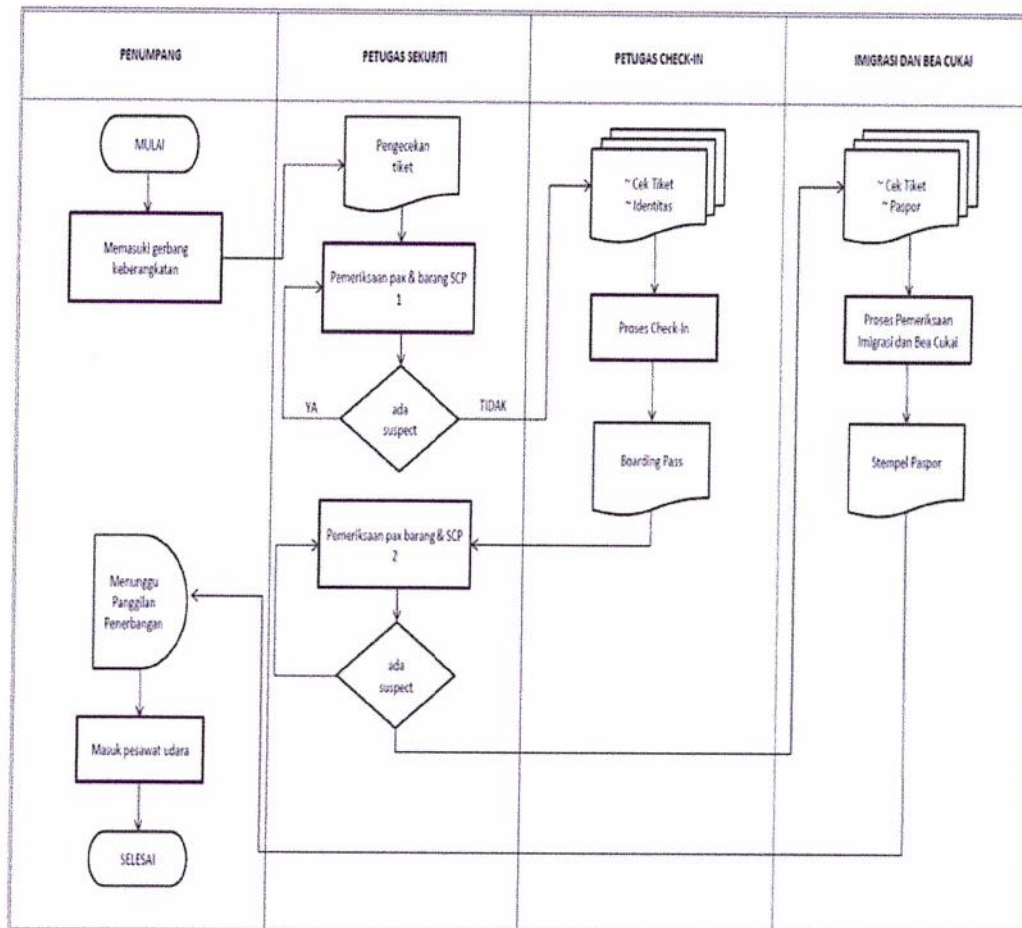 PENUMPANG
PETUGAS SEKURITI
PETUGAS CHECK-IN
IMIGRASI DAN BEA CUKAI
MULAI
Memasuki gerbang
keberangkatan
Pengecekan
tiket
Pemeriksaan pax & barang SCP
1
ada
suspect
YA
TIDAK
~ Cek Tiket
~ Identitas
Proses Check-In
Boarding Pass
Pemeriksaan pax barang & SCP
2
ada
suspect
~ Cek Tiket
~ Paspor
Proses Pemeriksaan
Imigrasi dan Bea Cukai
Stempel Paspor
Menunggu
Panggilan
Penerbangan
Masuk pesawat udara
SELESAI